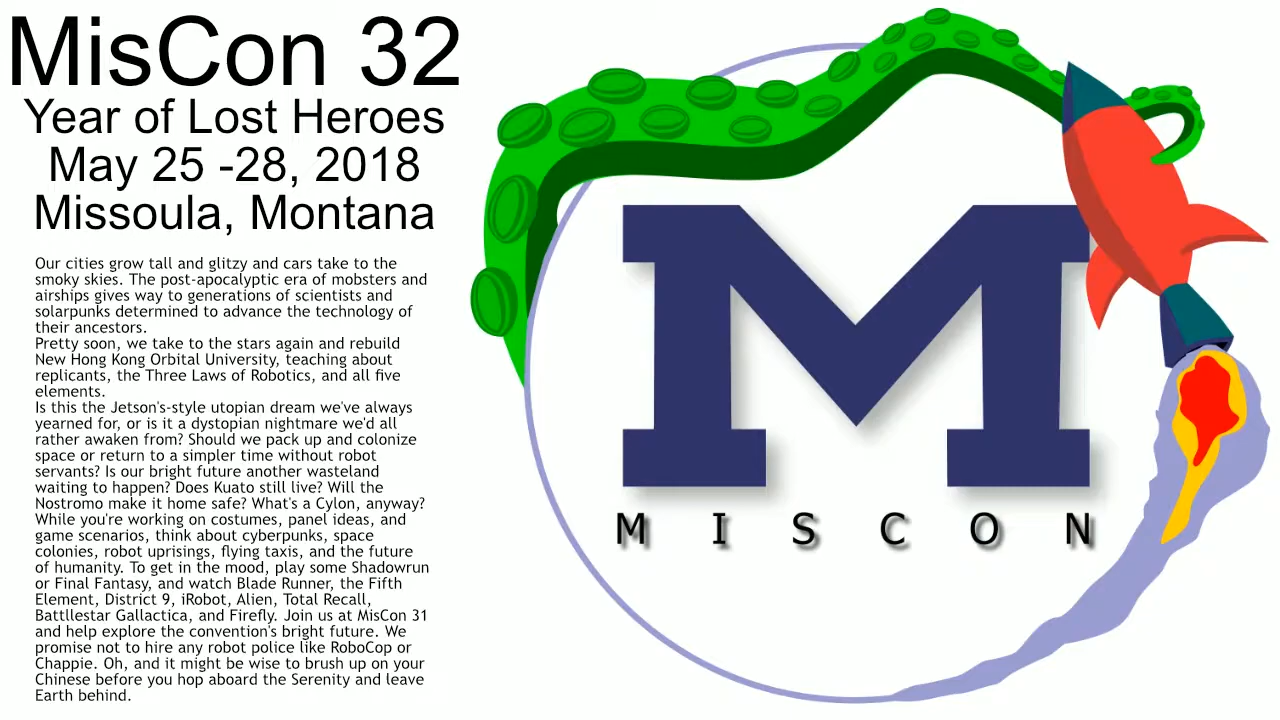 MisCon 32
Year of Lost Heroes
May 25 -28, 2018
Missoula, Montana
Our cities grow tall and glitzy and cars take to the
smoky skies. The post-apocalyptic era of mobsters and
airships gives way to generations of scientists and
solarpunks determined to advance the technology of
their ancestors.
Pretty soon, we take to the stars again and rebuild
New Hong Kong Orbital University, teaching about
replicants, the Three Laws of Robotics, and all five
elements.
Is this the Jetson's-style utopian dream we've always
yearned for, or is it a dystopian nightmare we'd all
rather awaken from? Should we pack up and colonize
space or return to a simpler time without robot
servants? Is our bright future another wasteland
waiting to happen? Does Kuato still live? Will the
Nostromo make it home safe? What's a Cylon, anyway?
While you're working on costumes, panel ideas, and
game scenarios, think about cyberpunks, space
colonies, robot uprisings, flying taxis, and the future
of humanity. To get in the mood, play some Shadowrun
or Final Fantasy, and watch Blade Runner, the Fifth
Element, District 9, iRobot, Alien, Total Recall,
Battllestar Gallactica, and Firefly. Join us at MisCon 31
and help explore the convention's bright future. We
promise not to hire any robot police like RoboCop or
Chappie. Oh, and it might be wise to brush up on your
Chinese before you hop aboard the Serenity and leave
Earth behind.
M
MISCON